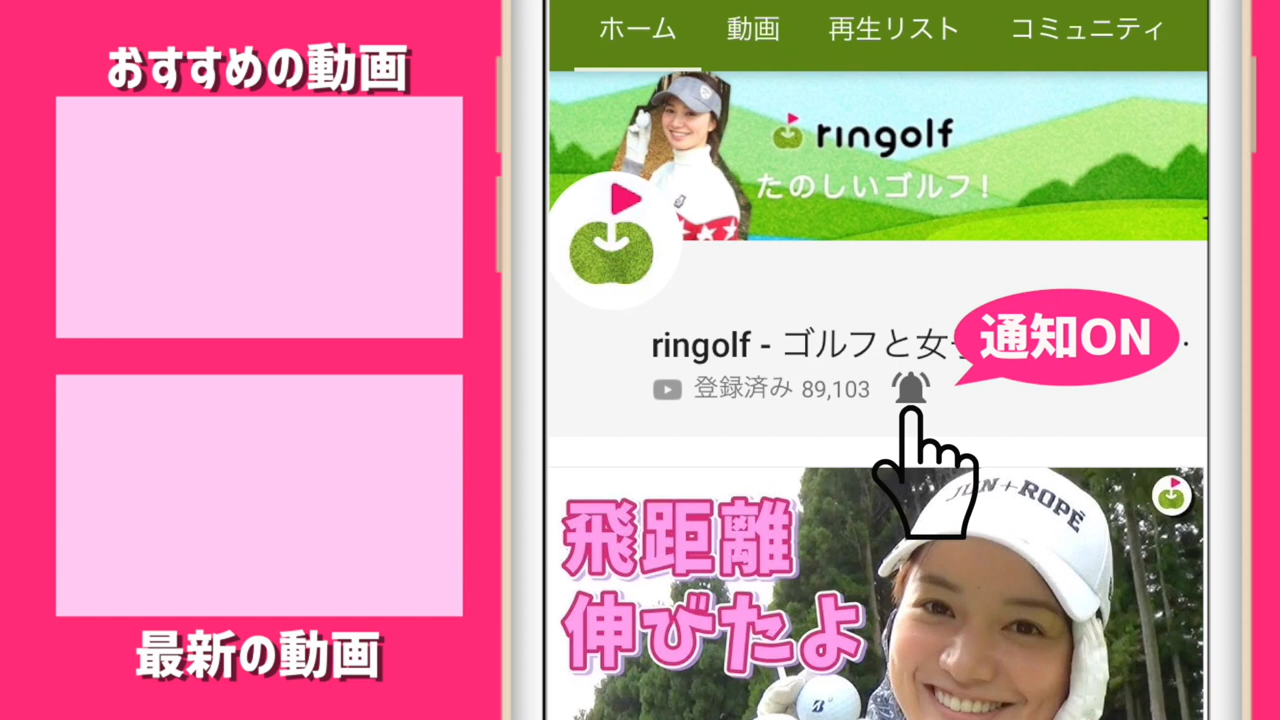 おすすめの動画
最新の動画
ホーム 動画 再生リスト コミュニティ
ringolf
たのしいゴルフ!
ringolf - ゴルフと女
通知ON
登録済み 89,103
JUN+ROPÉ
飛距離
伸びたよ
B